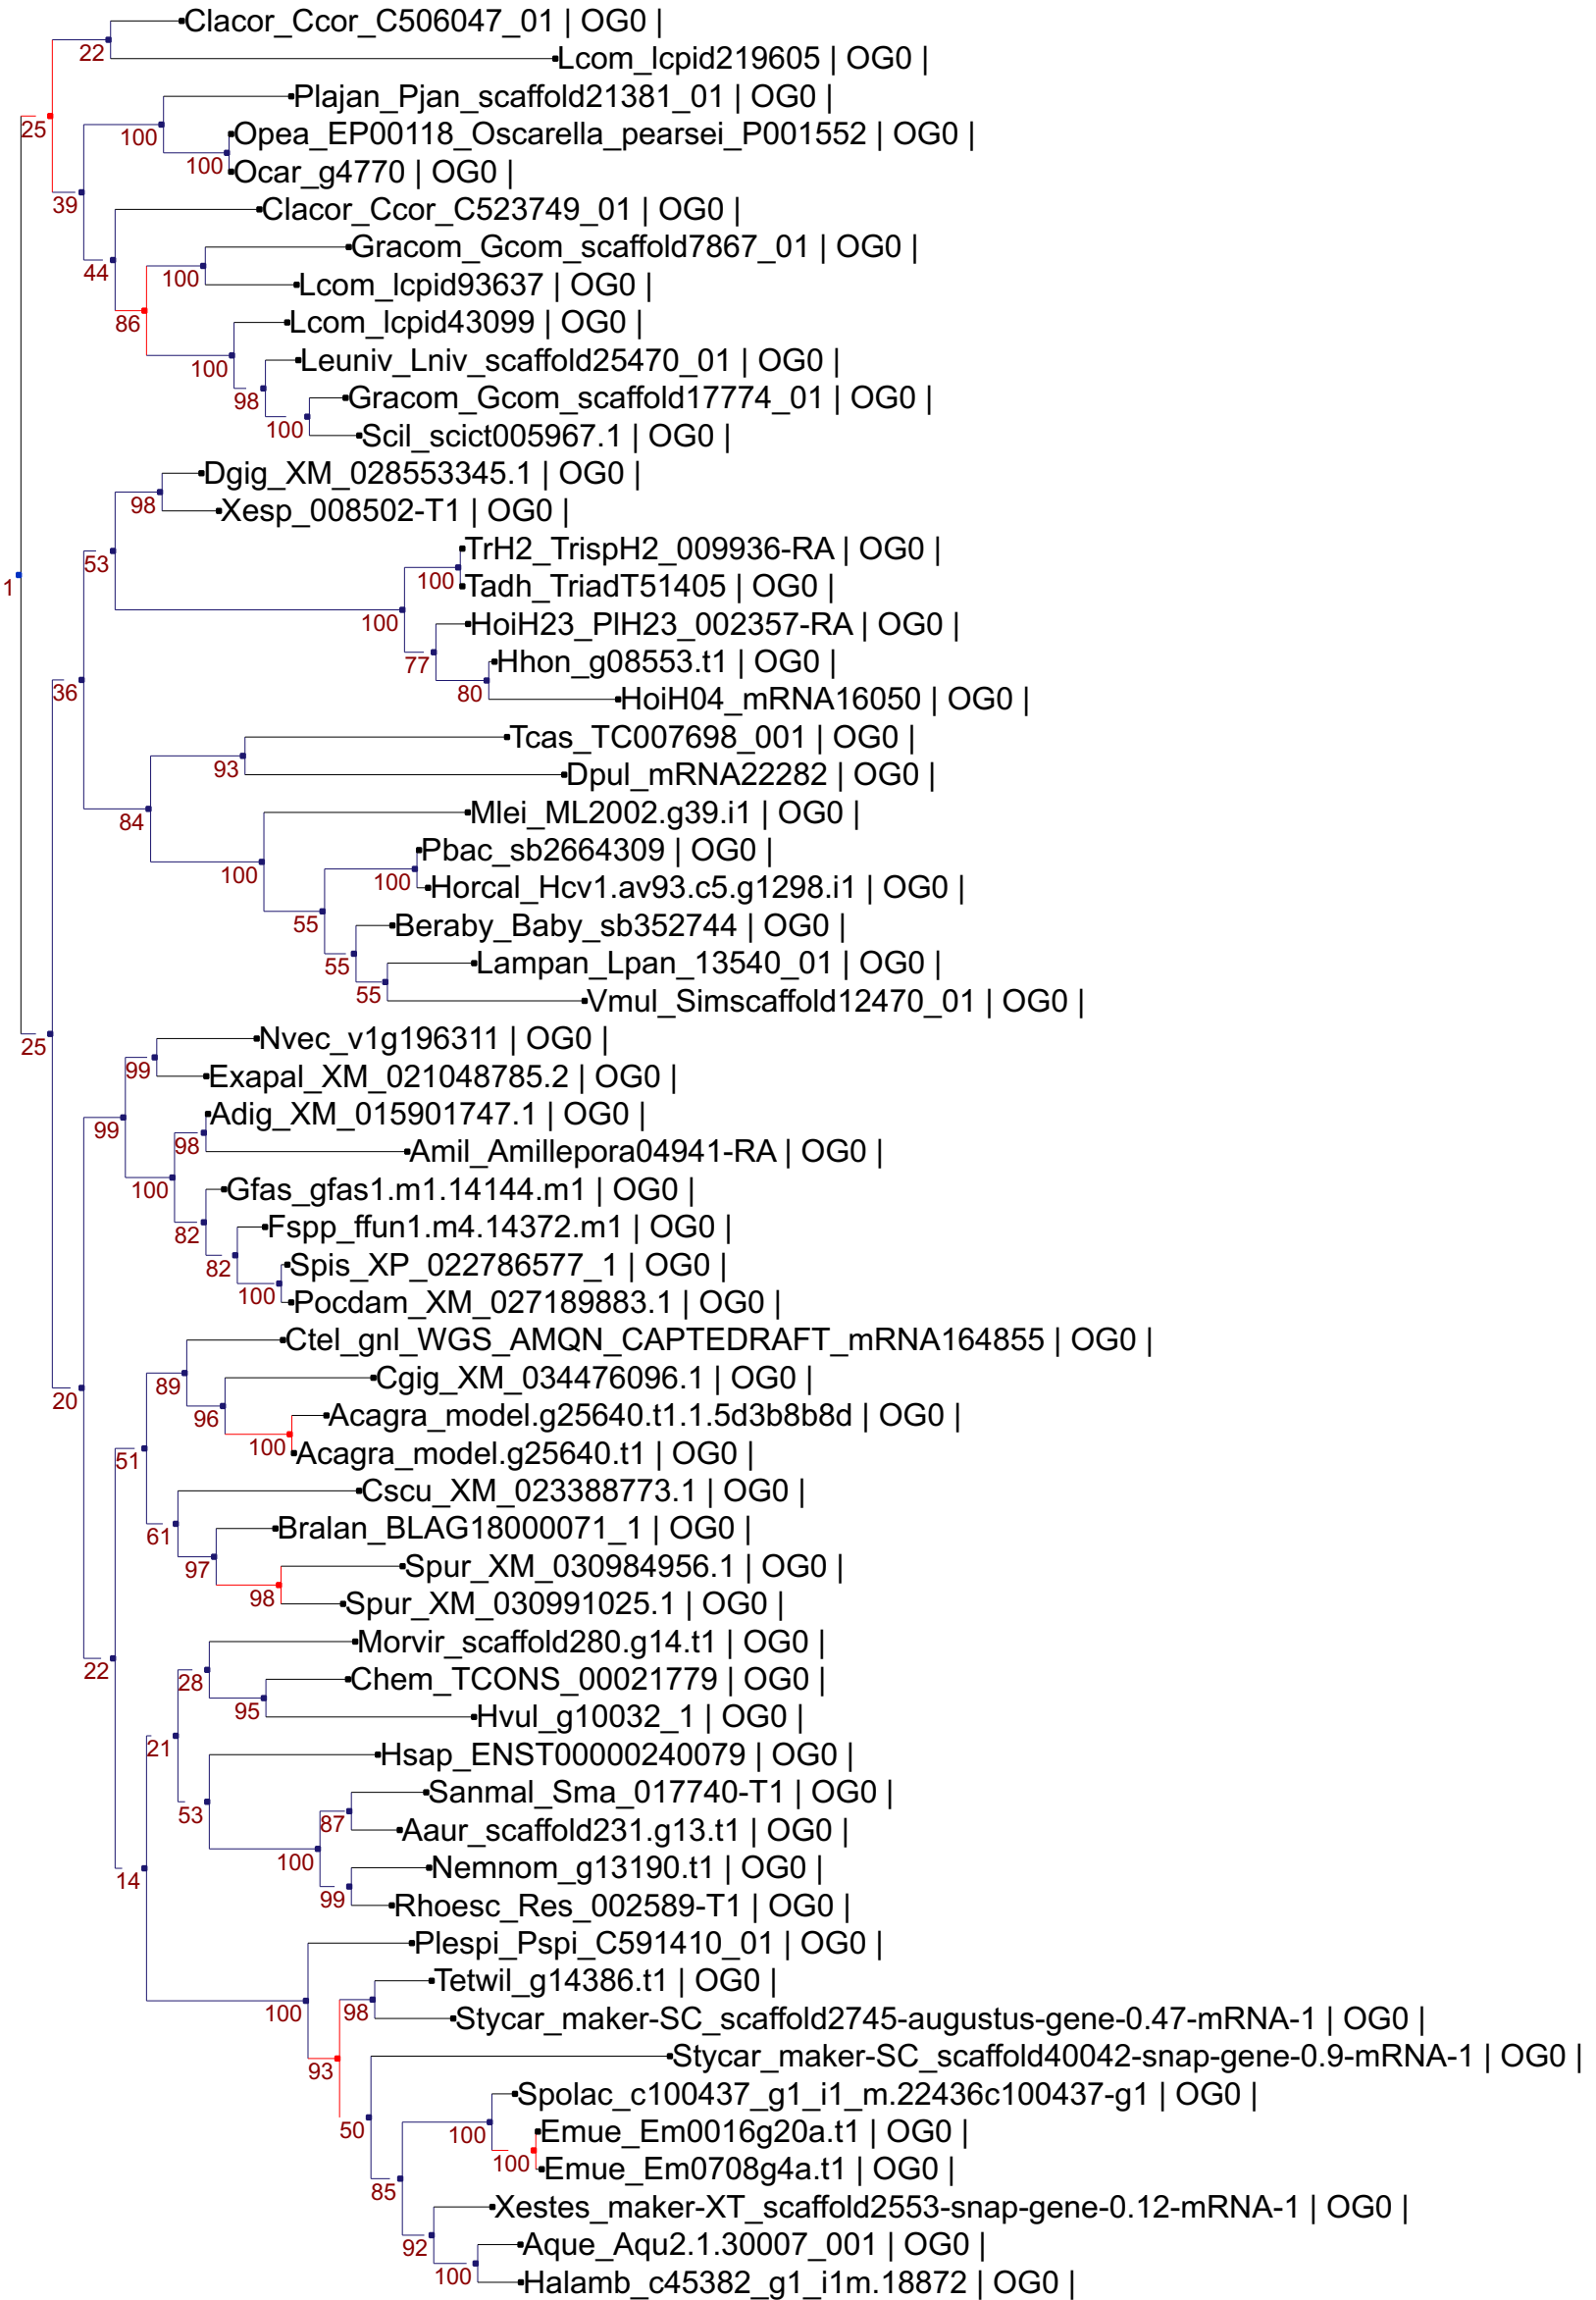 Clacor_Ccor_C506047_01 | OG0 |
22
Lcom_lcpid219605 | OG0 |
Plajan_Pjan_scaffold21381_01 | OG0 |
25
100
Opea_EP00118_Oscarella_pearsei_P001552 | OG0 |
100
Ocar_g4770 | OG0 |
39
Clacor_Ccor_C523749_01 | OG0 |
Gracom_Gcom_scaffold7867_01 | OG0 |
44
100
Lcom_lcpid93637 | OG0 |
86
Lcom_lcpid43099 | OG0 |
100
Leuniv_Lniv_scaffold25470_01 | OG0 |
98
Gracom_Gcom_scaffold17774_01 | OG0 |
100
Scil_scict005967.1 | OG0 |
Dgig_XM_028553345.1 | OG0 |
98
Xesp_008502-T1 | OG0 |
53
TrH2_TrispH2_009936-RA | OG0 |
1
100
Tadh_TriadT51405 | OG0 |
100
HoiH23_PlH23_002357-RA | OG0 |
77
Hhon_g08553.t1 | OG0 |
36
80
HoiH04_mRNA16050 | OG0 |
Tcas_TC007698_001 | OG0 |
93
Dpul_mRNA22282 | OG0 |
84
Mlei_ML2002.g39.i1 | OG0 |
Pbac_sb2664309 | OG0 |
100
100
Horcal_Hcv1.av93.c5.g1298.i1 | OG0 |
55
Beraby_Baby_sb352744 | OG0 |
55
Lampan_Lpan_13540_01 | OG0 |
55
Vmul_Simscaffold12470_01 | OG0 |
25
Nvec_v1g196311 | OG0 |
99
Exapal_XM_021048785.2 | OG0 |
99
Adig_XM_015901747.1 | OG0 |
98
Amil_Amillepora04941-RA | OG0 |
100
Gfas_gfas1.m1.14144.m1 | OG0 |
82
Fspp_ffun1.m4.14372.m1 | OG0 |
82
Spis_XP_022786577_1 | OG0 |
100
Pocdam_XM_027189883.1 | OG0 |
Ctel_gnl_WGS_AMQN_CAPTEDRAFT_mRNA164855 | OG0 |
89
Cgig_XM_034476096.1 | OG0 |
20
96
Acagra_model.g25640.t1.1.5d3b8b8d | OG0 |
100
Acagra_model.g25640.t1 | OG0 |
51
Cscu_XM_023388773.1 | OG0 |
61
Bralan_BLAG18000071_1 | OG0 |
97
Spur_XM_030984956.1 | OG0 |
98
Spur_XM_030991025.1 | OG0 |
Morvir_scaffold280.g14.t1 | OG0 |
22
28
Chem_TCONS_00021779 | OG0 |
95
Hvul_g10032_1 | OG0 |
21
Hsap_ENST00000240079 | OG0 |
Sanmal_Sma_017740-T1 | OG0 |
53
87
Aaur_scaffold231.g13.t1 | OG0 |
100
Nemnom_g13190.t1 | OG0 |
14
99
Rhoesc_Res_002589-T1 | OG0 |
Plespi_Pspi_C591410_01 | OG0 |
Tetwil_g14386.t1 | OG0 |
100
98
Stycar_maker-SC_scaffold2745-augustus-gene-0.47-mRNA-1 | OG0 |
Stycar_maker-SC_scaffold40042-snap-gene-0.9-mRNA-1 | OG0 |
93
Spolac_c100437_g1_i1_m.22436c100437-g1 | OG0 |
50
100
Emue_Em0016g20a.t1 | OG0 |
100
Emue_Em0708g4a.t1 | OG0 |
85
Xestes_maker-XT_scaffold2553-snap-gene-0.12-mRNA-1 | OG0 |
92
Aque_Aqu2.1.30007_001 | OG0 |
100
Halamb_c45382_g1_i1m.18872 | OG0 |